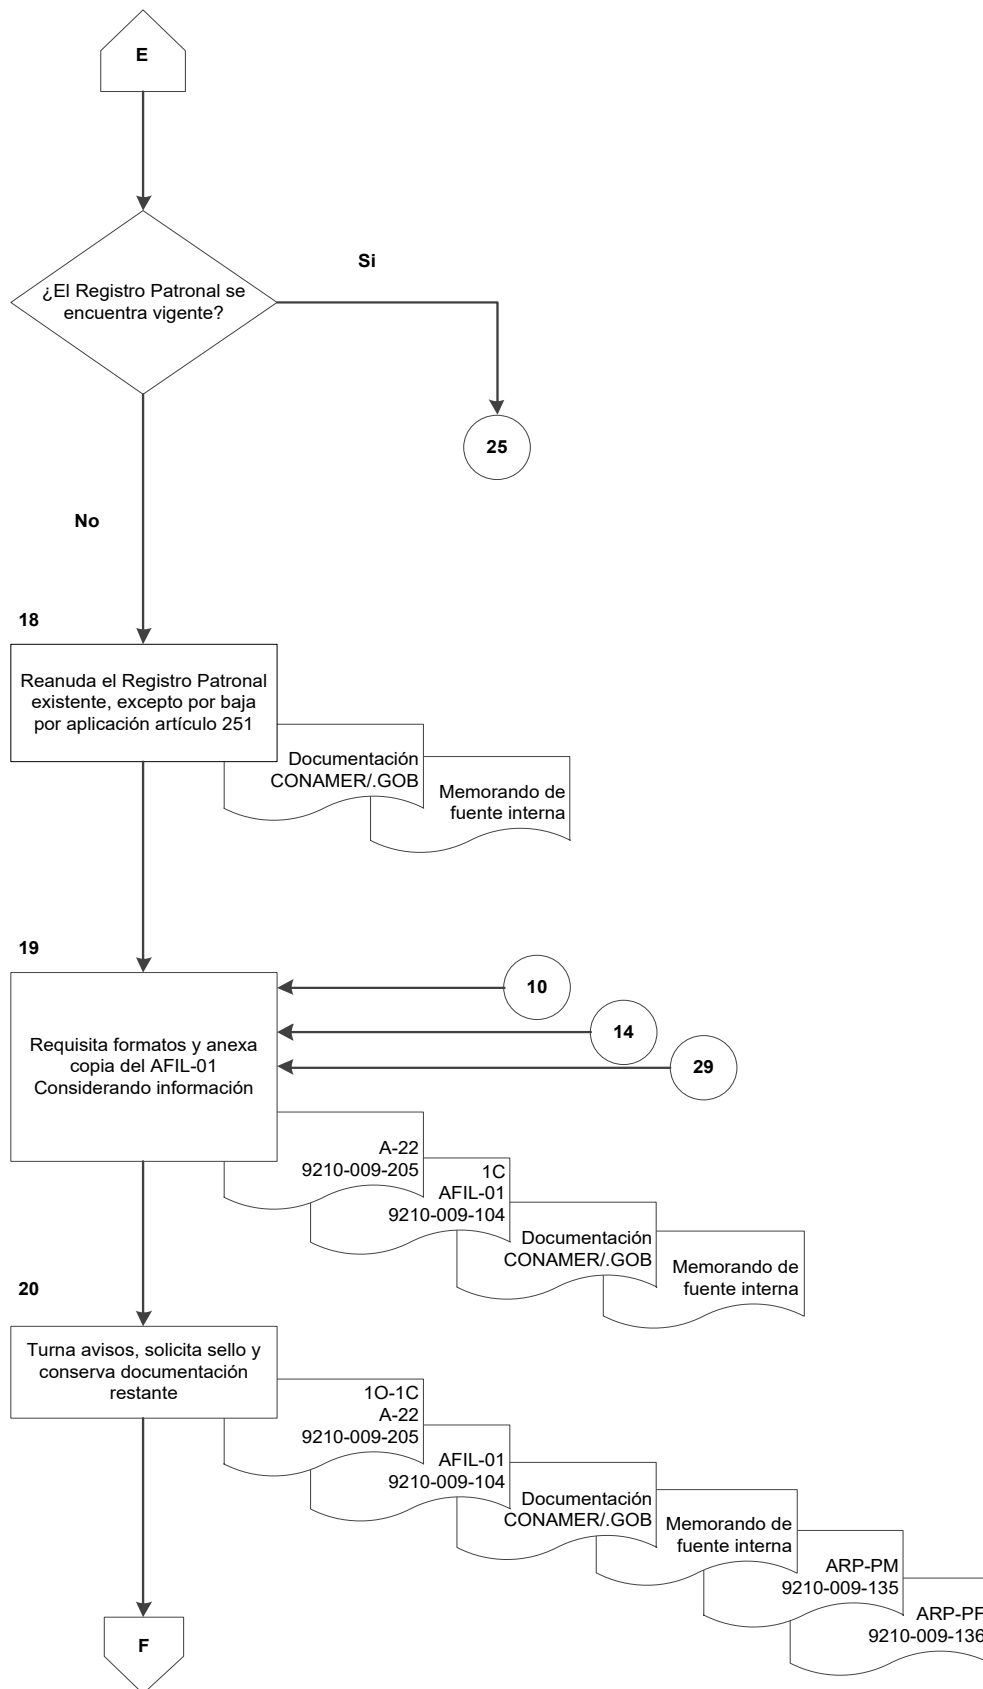 E
¿El Registro Patronal se
encuentra vigente?
Si
25
No
18
Reanuda el Registro Patronal
existente, excepto por baja
por aplicación artículo 251
Documentación
CONAMER/.GOB
Memorando de
fuente interna
19
Requisita formatos y anexa
copia del AFIL-01
Considerando información
10
14
29
A-22
9210-009-205
1C
AFIL-01
9210-009-104
Documentación
CONAMER/.GOB
Memorando de
fuente interna
20
Turna avisos, solicita sello y
conserva documentación
restante
1O-1C
A-22
9210-009-205
AFIL-01
9210-009-104
Documentación
CONAMER/.GOB
Memorando de
fuente interna
ARP-PM
9210-009-135
ARP-PF
9210-009-136
F